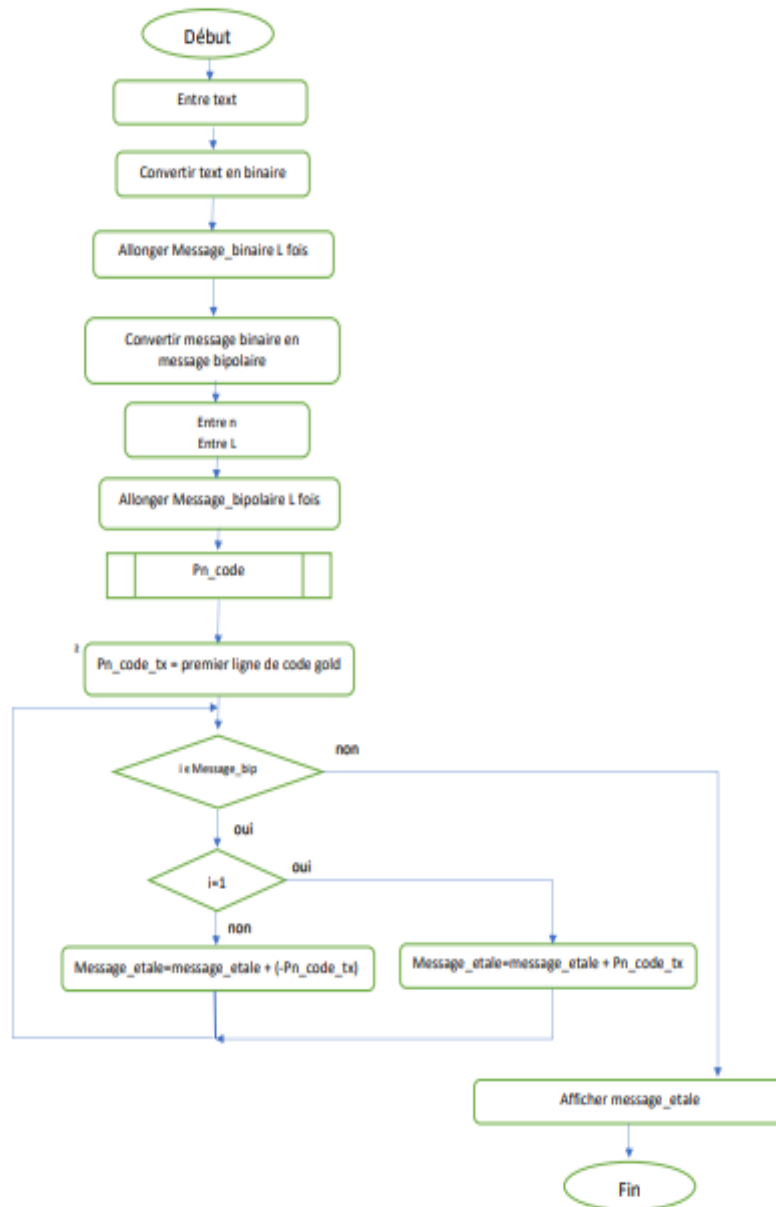 Début
Entre text
Convertir text en binaire
Allonger Message_binaire L fois
Convertir message binaire en
message bipolaire
Entre n
Entre L
Allonger Message_bipolaire L fois
Pn_code
Pn_code_tx = premier ligne de code gold
i e Message_bip
non
oui
i=1
oui
non
Message_etale=message_etale + (-Pn_code_tx)
Message_etale=message_etale + Pn_code_tx
Afficher message_etale
Fin